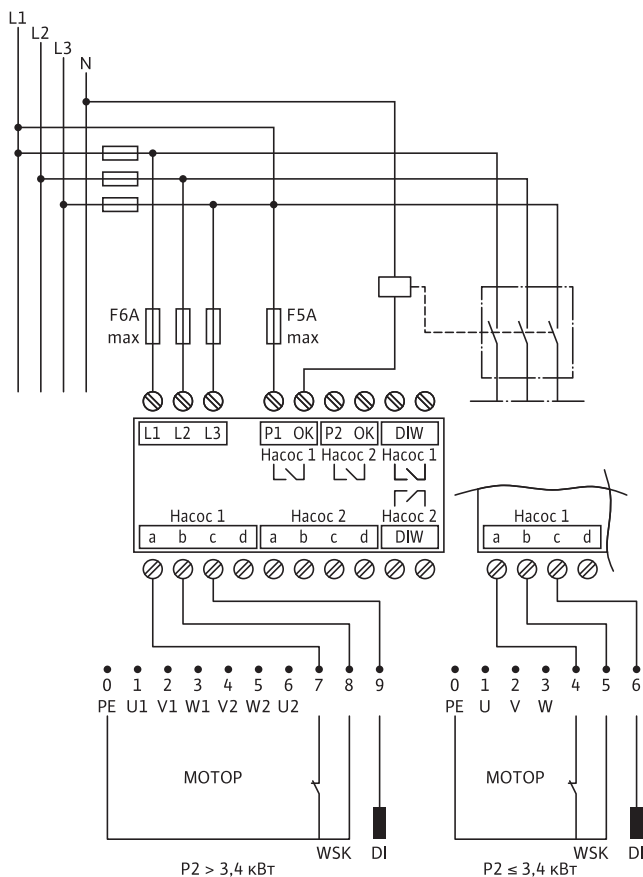 L1
L2
L3
N
F6A
max
F5A
max
L1 L2 L3 P1 OK P2 OK DIW
Насос 1 Насос 2 Насос 1
Насос 1 Насос 2 Насос 2
a b c d a b c d DIW
Насос 1
a b c d
0 1 2 3 4 5 6 7 8 9
PE U1 V1 W1 V2 W2 U2
0 1 2 3 4 5 6
PE U V W
МОТОР
МОТОР
WSK DI
WSK DI
P2 > 3,4 кВт
P2 ≤ 3,4 кВт